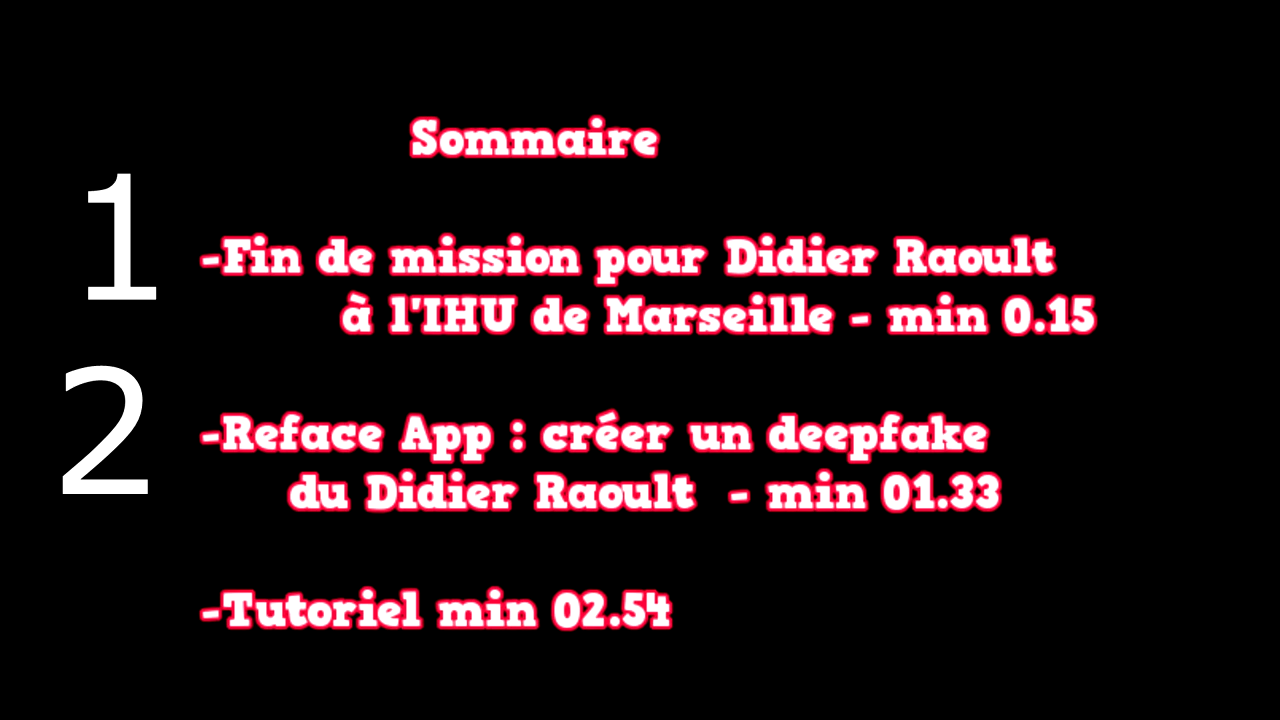 Sommaire
1
-Fin de mission pour Didier Raoult
à l'IHU de Marseille - min 0.15
2
-Reface App : créer un deepfake
du Didier Raoult - min 01.33
-Tutoriel min 02.54